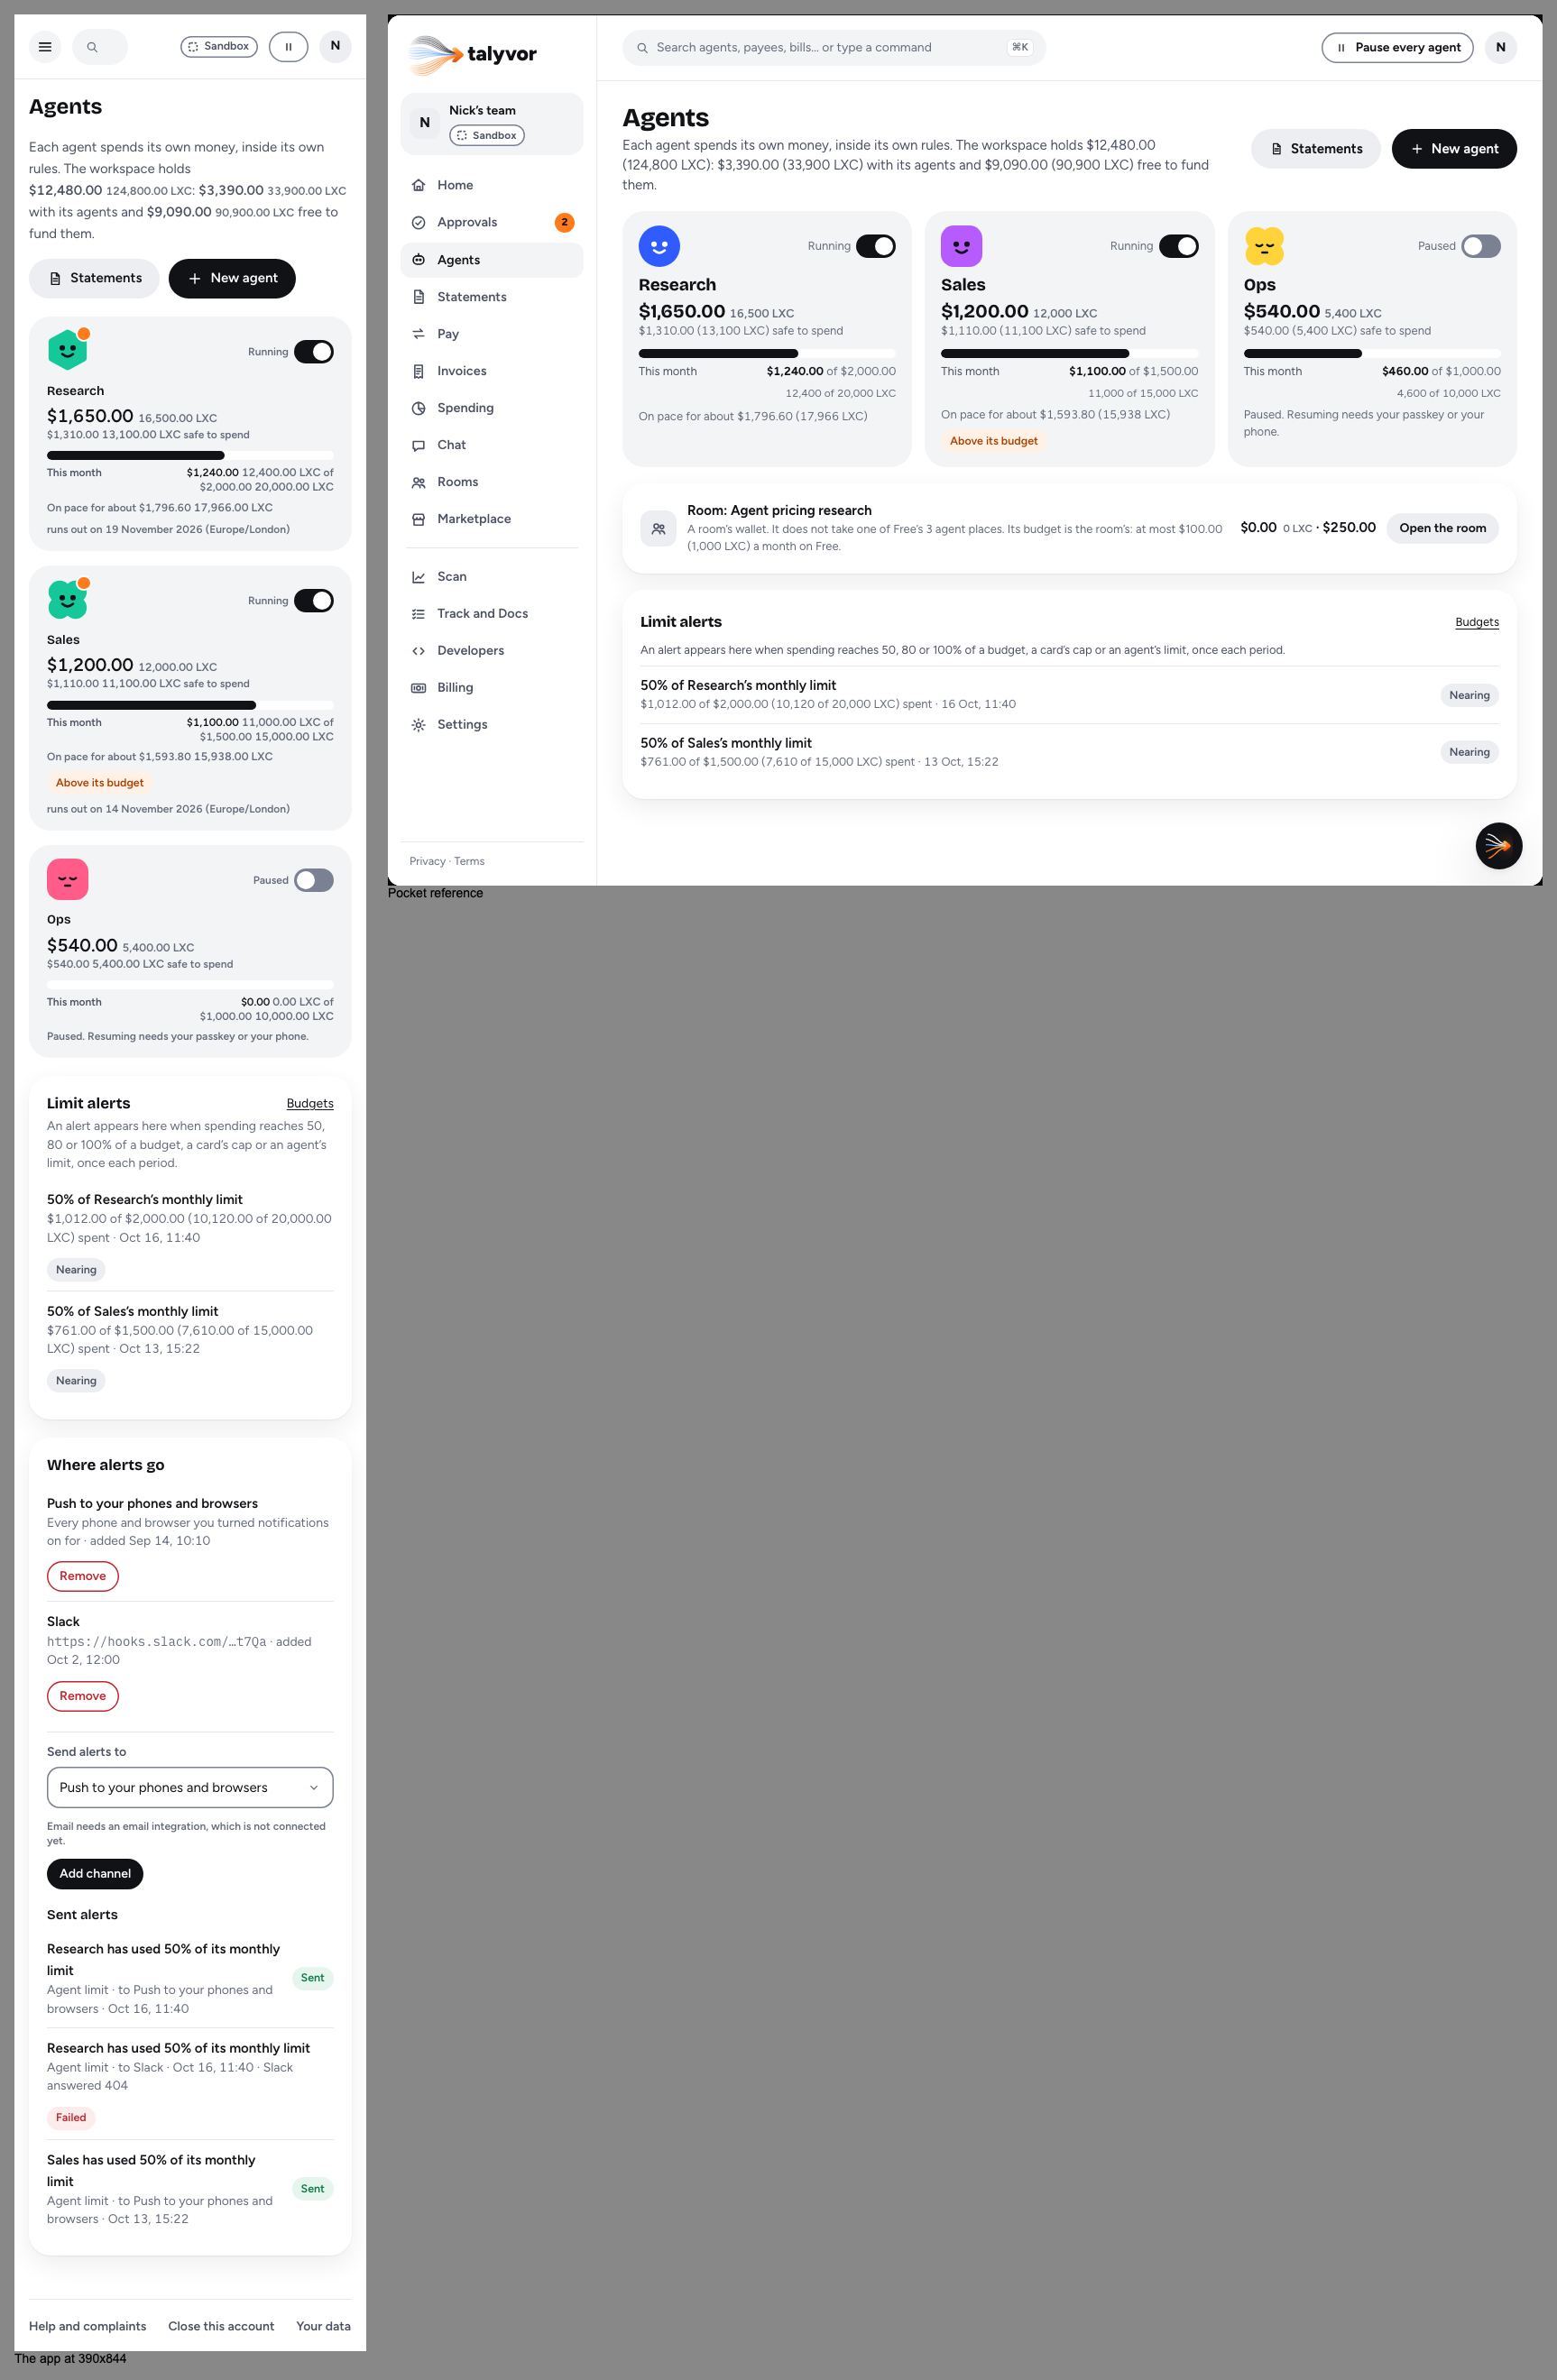 Sandbox
N
Agents
Each agent spends its own money, inside its own
rules. The workspace holds
$12,480.00 124,800.00 LXC: $3,390.00 33,900.00 LXC
with its agents and $9,090.00 90,900.00 LXC free to
fund them.
Statements
New agent
Running
Research
$1,650.00 16,500.00 LXC
$1,310.00 13,100.00 LXC safe to spend
This month
$1,240.00 12,400.00 LXC of
$2,000.00 20,000.00 LXC
On pace for about $1,796.60 17,966.00 LXC
runs out on 19 November 2026 (Europe/London)
Running
Sales
$1,200.00 12,000.00 LXC
$1,110.00 11,100.00 LXC safe to spend
This month
$1,100.00 11,000.00 LXC of
$1,500.00 15,000.00 LXC
On pace for about $1,593.80 15,938.00 LXC
Above its budget
runs out on 14 November 2026 (Europe/London)
Paused
Ops
$540.00 5,400.00 LXC
$540.00 5,400.00 LXC safe to spend
This month
$0.00 0.00 LXC of
$1,000.00 10,000.00 LXC
Paused. Resuming needs your passkey or your phone.
Limit alerts
Budgets
An alert appears here when spending reaches 50,
80 or 100% of a budget, a card's cap or an agent's
limit, once each period.
50% of Research's monthly limit
$1,012.00 of $2,000.00 (10,120.00 of 20,000.00
LXC) spent · Oct 16, 11:40
Nearing
50% of Sales's monthly limit
$761.00 of $1,500.00 (7,610.00 of 15,000.00
LXC) spent · Oct 13, 15:22
Nearing
Where alerts go
Push to your phones and browsers
Every phone and browser you turned notifications
on for · added Sep 14, 10:10
Remove
Slack
https://hooks.slack.com/…t7Qa · added
Oct 2, 12:00
Remove
Send alerts to
Push to your phones and browsers
Email needs an email integration, which is not connected
yet.
Add channel
Sent alerts
Research has used 50% of its monthly
limit
Agent limit · to Push to your phones and
browsers · Oct 16, 11:40
Sent
Research has used 50% of its monthly limit
Agent limit · to Slack · Oct 16, 11:40 · Slack
answered 404
Failed
Sales has used 50% of its monthly
limit
Agent limit · to Push to your phones and
browsers · Oct 13, 15:22
Sent
Help and complaints
Close this account
Your data
The app at 390x844
talyvor
N
Nick's team
Sandbox
Home
Approvals
2
Agents
Statements
Pay
Invoices
Spending
Chat
Rooms
Marketplace
Scan
Track and Docs
Developers
Billing
Settings
Privacy · Terms
Search agents, payees, bills… or type a command
⌘K
Pause every agent
N
Agents
Each agent spends its own money, inside its own rules. The workspace holds $12,480.00
(124,800 LXC): $3,390.00 (33,900 LXC) with its agents and $9,090.00 (90,900 LXC) free to fund
them.
Statements
New agent
Running
Research
$1,650.00 16,500 LXC
$1,310.00 (13,100 LXC) safe to spend
This month
$1,240.00 of $2,000.00
12,400 of 20,000 LXC
On pace for about $1,796.60 (17,966 LXC)
Running
Sales
$1,200.00 12,000 LXC
$1,110.00 (11,100 LXC) safe to spend
This month
$1,100.00 of $1,500.00
11,000 of 15,000 LXC
On pace for about $1,593.80 (15,938 LXC)
Above its budget
Paused
Ops
$540.00 5,400 LXC
$540.00 (5,400 LXC) safe to spend
This month
$460.00 of $1,000.00
4,600 of 10,000 LXC
Paused. Resuming needs your passkey or your
phone.
Room: Agent pricing research
A room's wallet. It does not take one of Free's 3 agent places. Its budget is the room's: at most $100.00
(1,000 LXC) a month on Free.
$0.00 0 LXC · $250.00
Open the room
Limit alerts
Budgets
An alert appears here when spending reaches 50, 80 or 100% of a budget, a card's cap or an agent's limit, once each period.
50% of Research's monthly limit
$1,012.00 of $2,000.00 (10,120 of 20,000 LXC) spent · 16 Oct, 11:40
Nearing
50% of Sales's monthly limit
$761.00 of $1,500.00 (7,610 of 15,000 LXC) spent · 13 Oct, 15:22
Nearing
Pocket reference